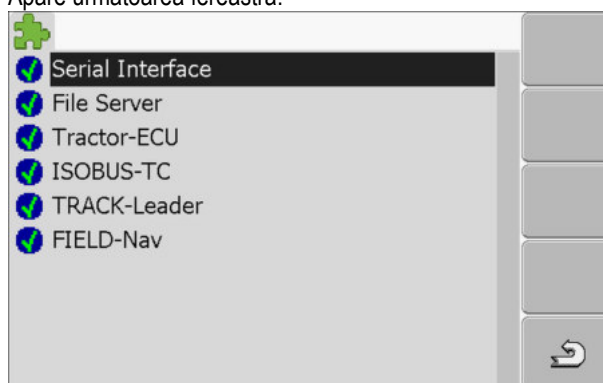 Apare următoarea fereastră:
Serial Interface
File Server
Tractor-ECU
ISOBUS-TC
TRACK-Leader
FIELD-Nav